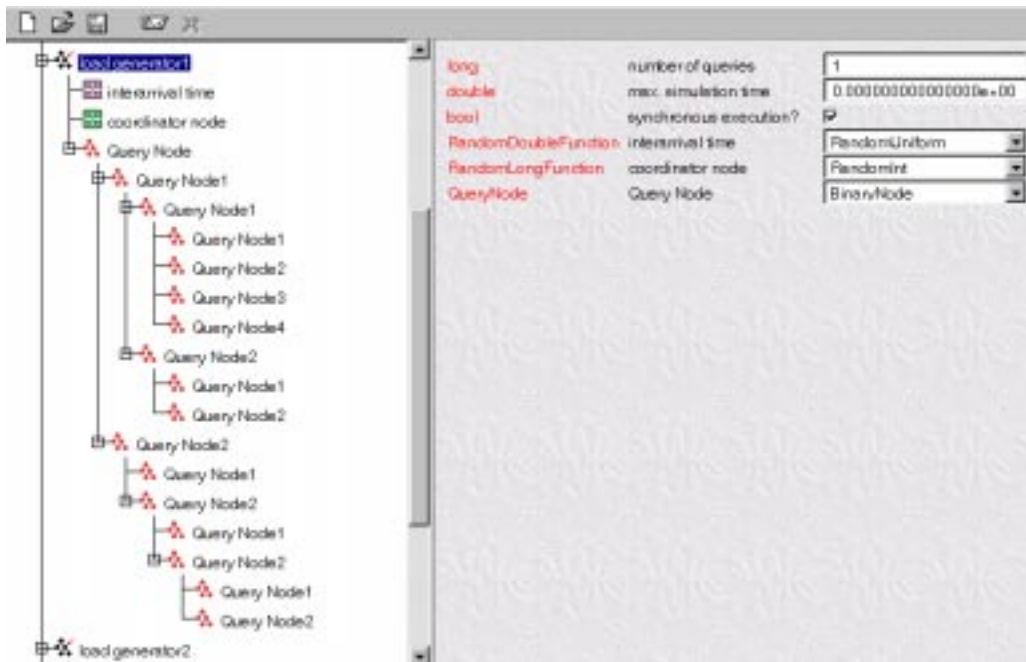 load generator1
interarrival time
coordinator node
Query Node
Query Node1
Query Node1
Query Node1
Query Node2
Query Node3
Query Node4
Query Node2
Query Node1
Query Node2
Query Node2
Query Node1
Query Node2
Query Node1
Query Node2
Query Node1
Query Node2
load generator2
long number of queries 1
double max. simulation time 0.0000000000000000e+00
bool synchronous execution?
RandomDoubleFunction interarrival time RandomUniform
RandomLongFunction coordinator node RandomInt
QueryNode Query Node BinaryNode